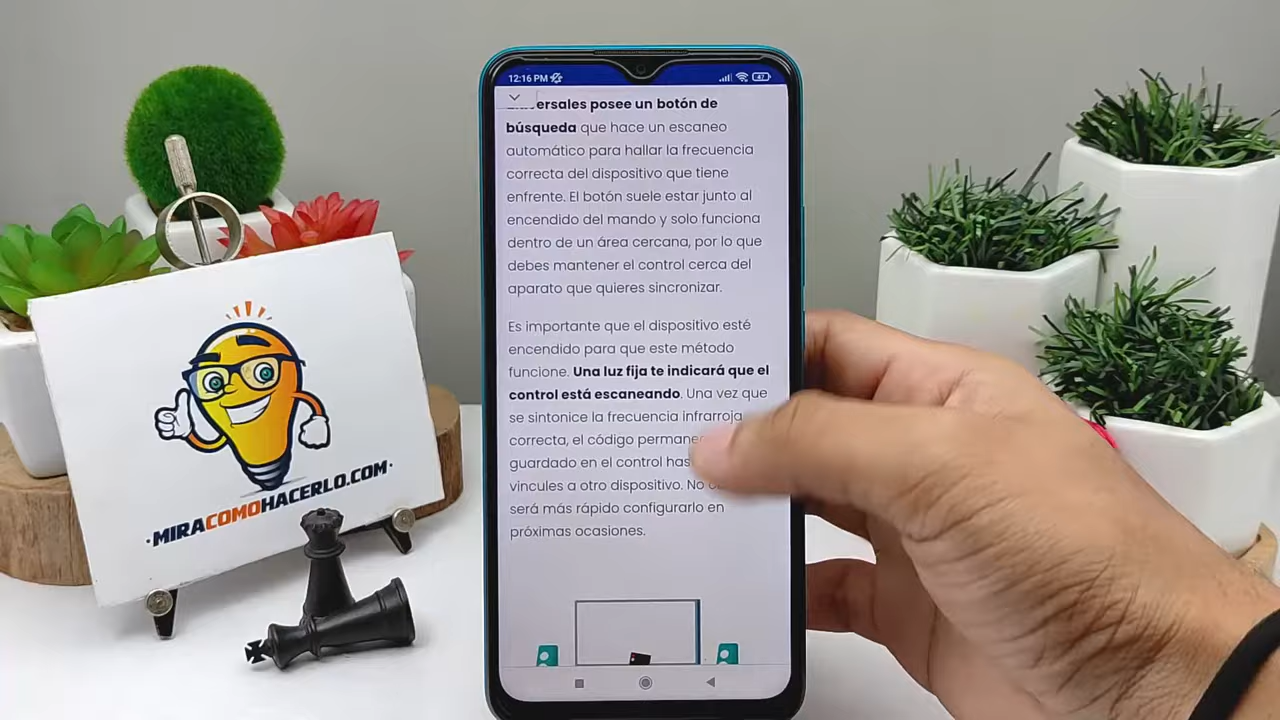 12:16 PM
47
ersales posee un botón de
búsqueda que hace un escaneo
automático para hallar la frecuencia
correcta del dispositivo que tiene
enfrente. El botón suele estar junto al
encendido del mando y solo funciona
dentro de un área cercana, por lo que
debes mantener el control cerca del
aparato que quieres sincronizar.
Es importante que el dispositivo esté
encendido para que este método
funcione. Una luz fija te indicará que el
control está escaneando. Una vez que
se sintonice la frecuencia infrarroja
correcta, el código
guardado en el control
vincules a otro dispositivo. No
será más rápido configurarlo en
próximas ocasiones.
·MIRACOMOHACERLO.COM·